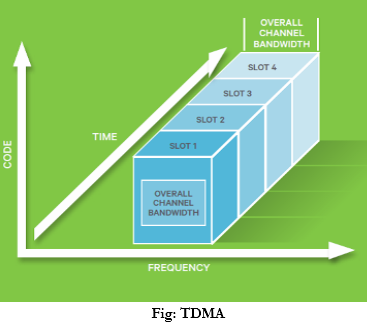 OVERALL
CHANNEL
BANDWIDTH
SLOT 4
SLOT 3
SLOT 2
SLOT 1
TIME
CODE
OVERALL
CHANNEL
BANDWIDTH
FREQUENCY
Fig: TDMA